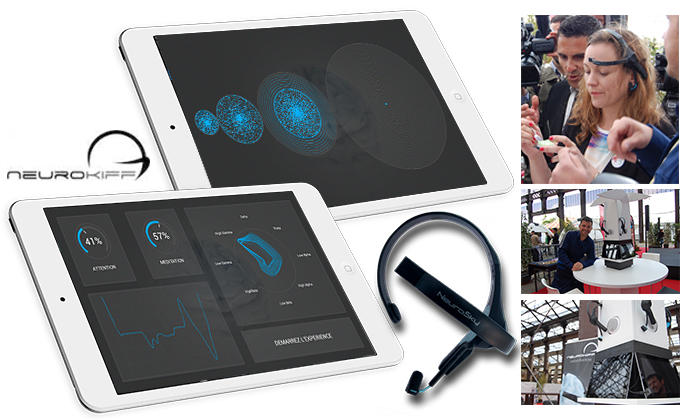 NEUROKIFF
41%
57%
ATTENTION
MEDITATION
Delta
High Gamma
Theta
Low Gamma
Low Alpha
High Beta
High Alpha
Low Beta
DEMARREZ L'EXPERIENCE
NeuroSky
NEUROKIFF